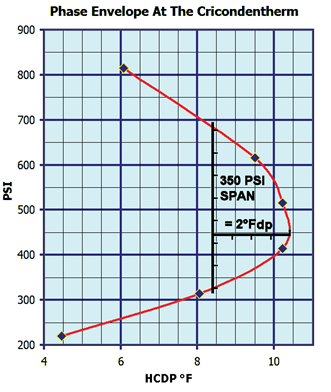 Phase Envelope At The Cricondentherm
900
800
700
600
500
400
300
200
PSI
350 PSI
SPAN
= 2°Fdp
4 6 8 10
HCDP °F